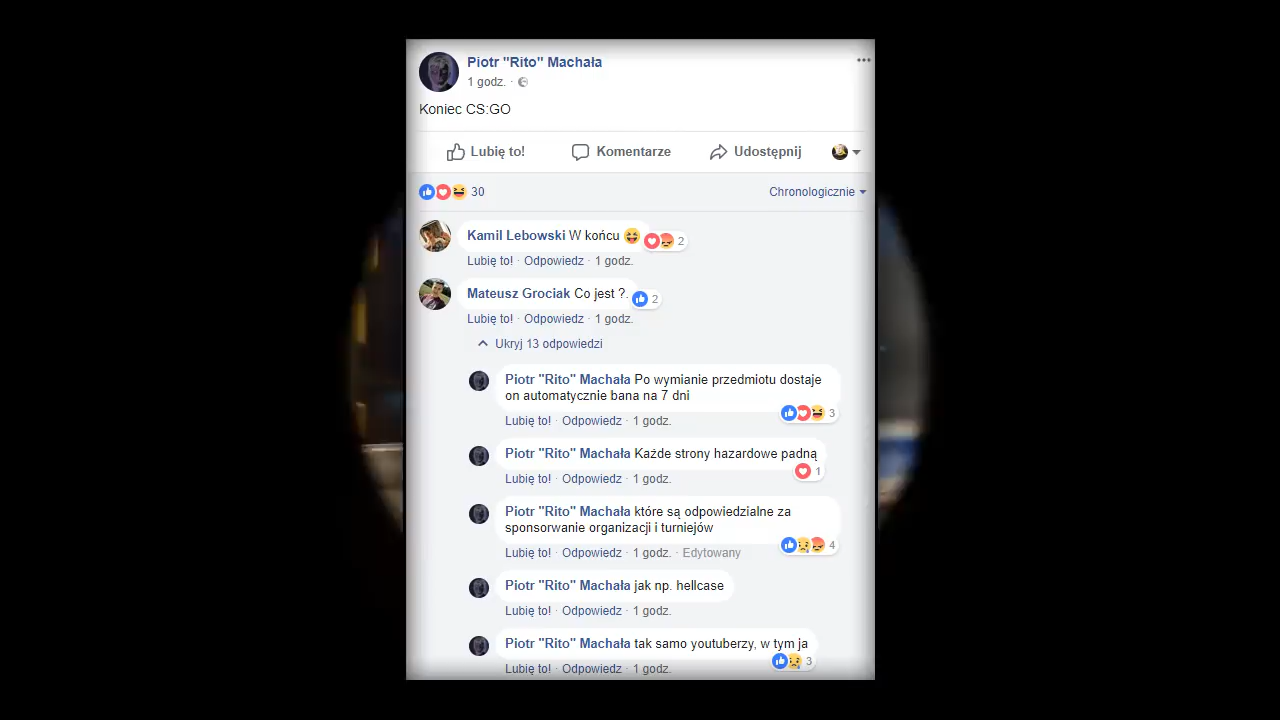 Piotr "Rito" Machała
1 godz. ·
Koniec CS:GO
Lubię to! Komentarze Udostępnij
30 Chronologicznie
Kamil Lebowski W końcu 2
Lubię to! · Odpowiedz · 1 godz.
Mateusz Grociak Co jest ?. 2
Lubię to! · Odpowiedz · 1 godz.
Ukryj 13 odpowiedzi
Piotr "Rito" Machała Po wymianie przedmiotu dostaje
on automatycznie bana na 7 dni
Lubię to! · Odpowiedz · 1 godz. 3
Piotr "Rito" Machała Każde strony hazardowe padną
Lubię to! · Odpowiedz · 1 godz. 1
Piotr "Rito" Machała które są odpowiedzialne za
sponsorwanie organizacji i turniejów
Lubię to! · Odpowiedz · 1 godz. · Edytowany 4
Piotr "Rito" Machała jak np. hellcase
Lubię to! · Odpowiedz · 1 godz.
Piotr "Rito" Machała tak samo youtuberzy, w tym ja
Lubię to! · Odpowiedz · 1 godz. 3